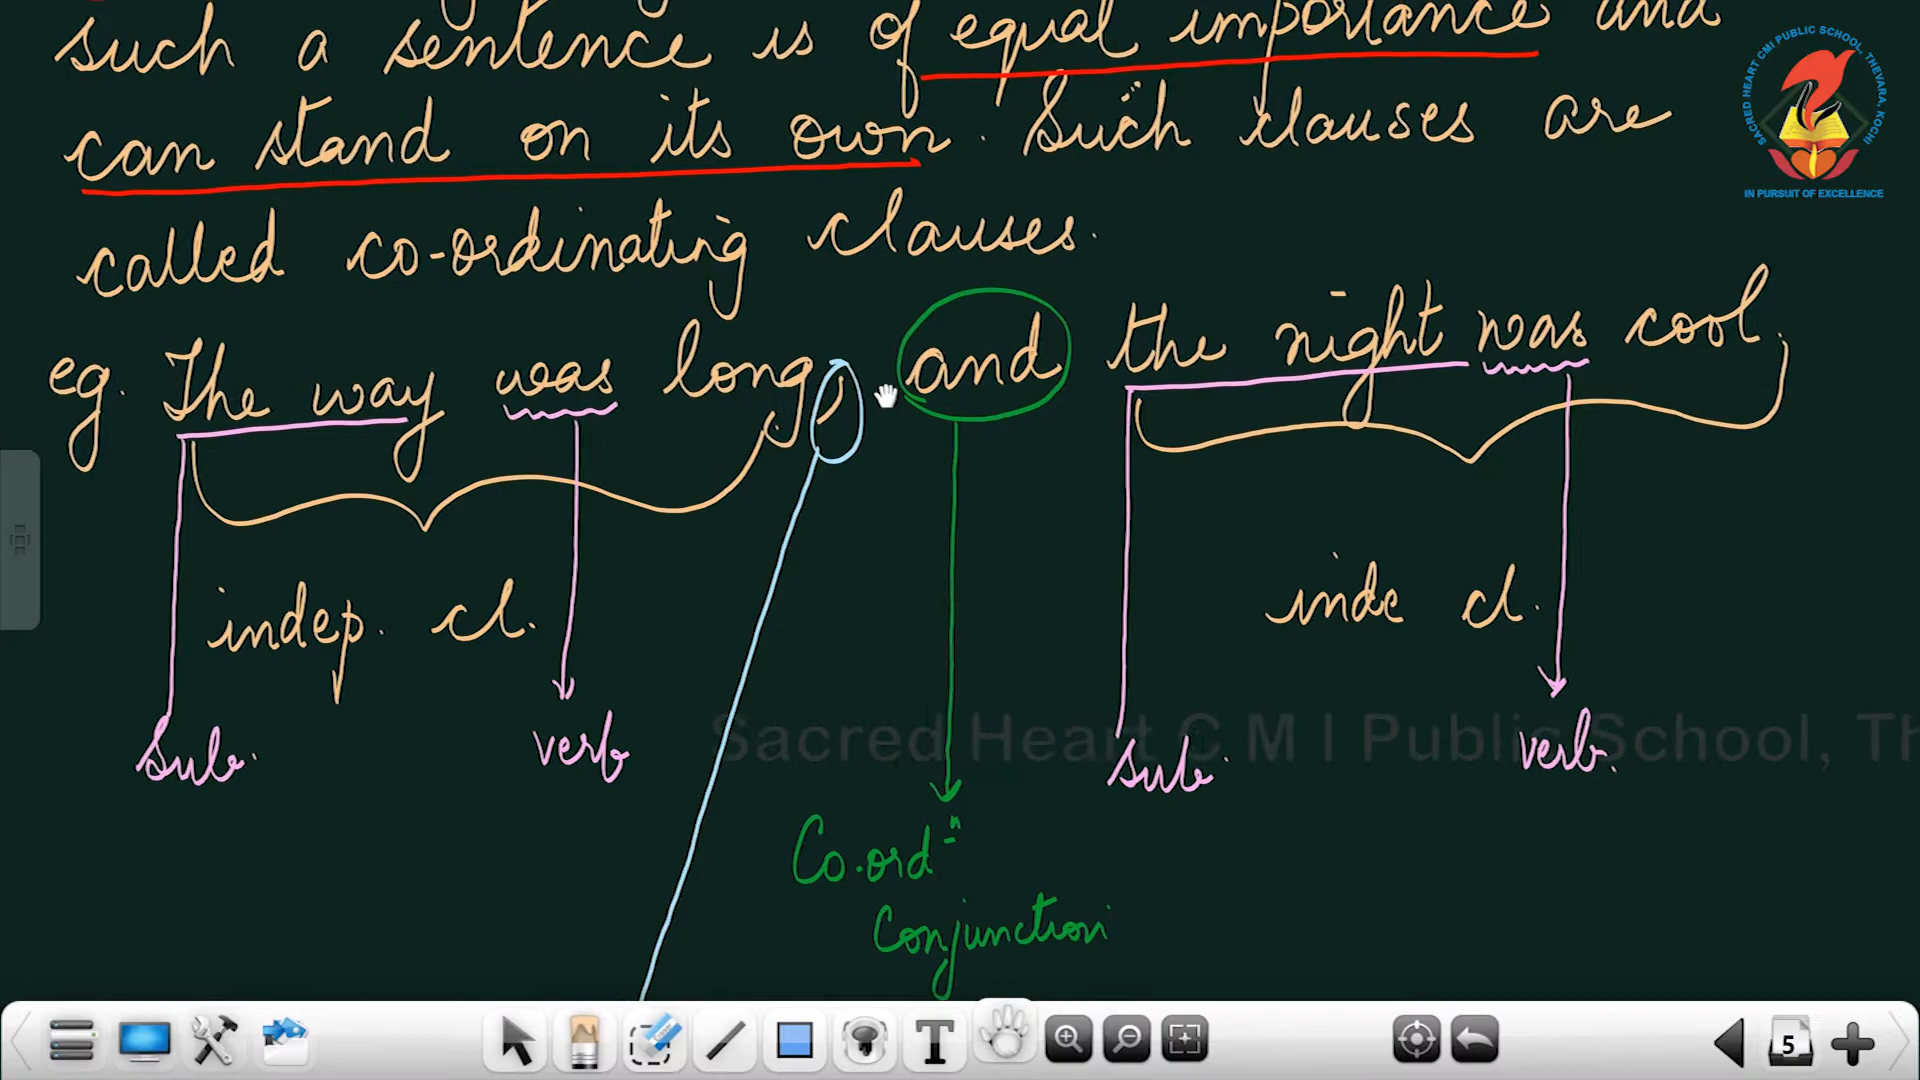 such a sentence is of equal importance and
can stand on its own. Such clauses are
called co-ordinating clauses.
eg. The way was long, and the night was cool.
indep. cl. inde cl.
Sub. verb sub. verb.
Co.ord
Conjunction
SACRED HEART CMI PUBLIC SCHOOL, THEVARA, KOCHI
IN PURSUIT OF EXCELLENCE
Sacred Heart C M I Public School, Th
T
5